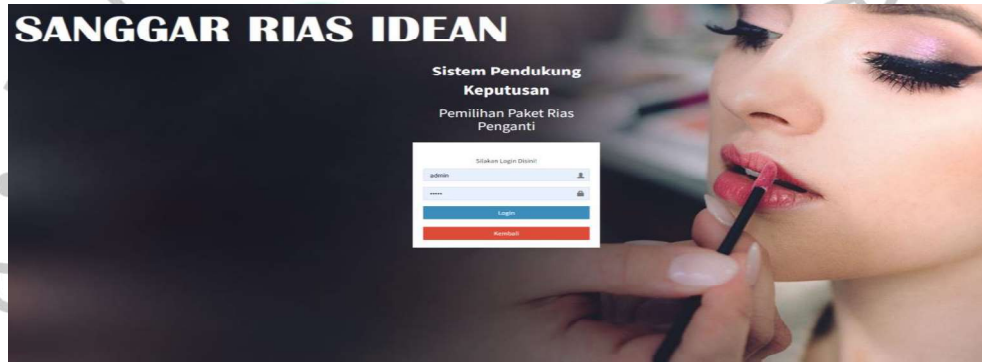 SANGGAR RIAS IDEAN
Sistem Pendukung
Keputusan
Pemilihan Paket Rias
Penganti
Silakan Login Disini!
admin
•••••
Login
Kembali